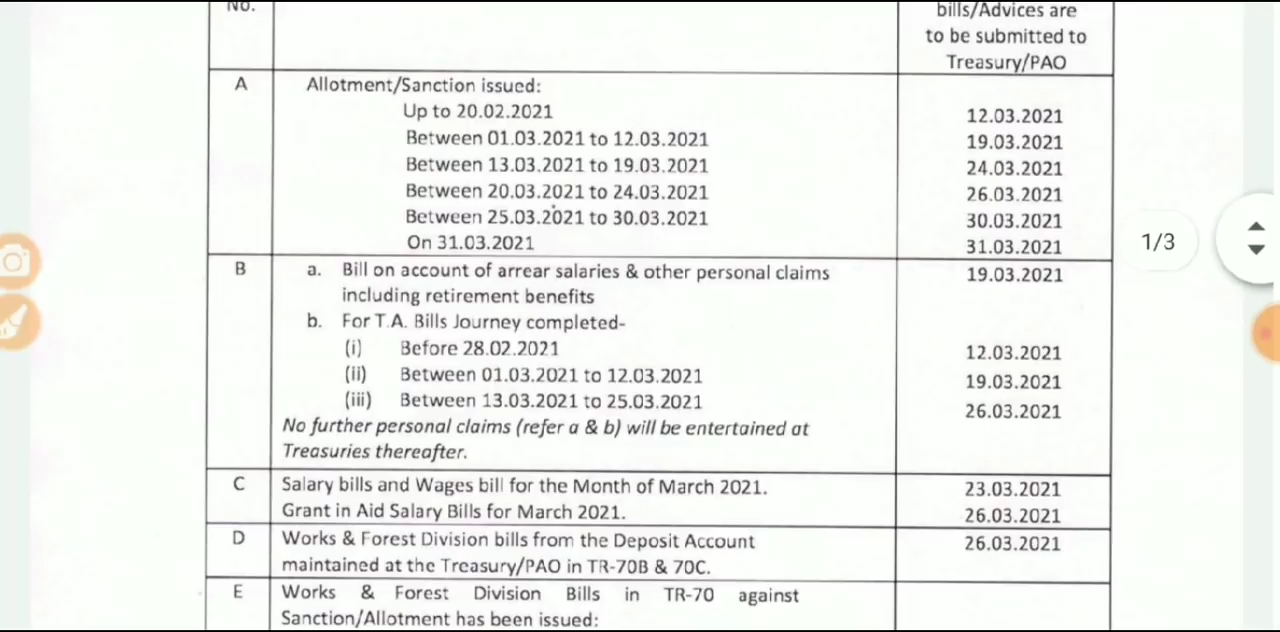 No.
bills/Advices are
to be submitted to
Treasury/PAO
A Allotment/Sanction issued:
Up to 20.02.2021 12.03.2021
Between 01.03.2021 to 12.03.2021 19.03.2021
Between 13.03.2021 to 19.03.2021 24.03.2021
Between 20.03.2021 to 24.03.2021 26.03.2021
Between 25.03.2021 to 30.03.2021 30.03.2021
On 31.03.2021 31.03.2021
1/3
B a. Bill on account of arrear salaries & other personal claims 19.03.2021
including retirement benefits
b. For T.A. Bills Journey completed-
(i) Before 28.02.2021 12.03.2021
(ii) Between 01.03.2021 to 12.03.2021 19.03.2021
(iii) Between 13.03.2021 to 25.03.2021 26.03.2021
No further personal claims (refer a & b) will be entertained at
Treasuries thereafter.
C Salary bills and Wages bill for the Month of March 2021. 23.03.2021
Grant in Aid Salary Bills for March 2021. 26.03.2021
D Works & Forest Division bills from the Deposit Account 26.03.2021
maintained at the Treasury/PAO in TR-70B & 70C.
E Works & Forest Division Bills in TR-70 against
Sanction/Allotment has been issued: